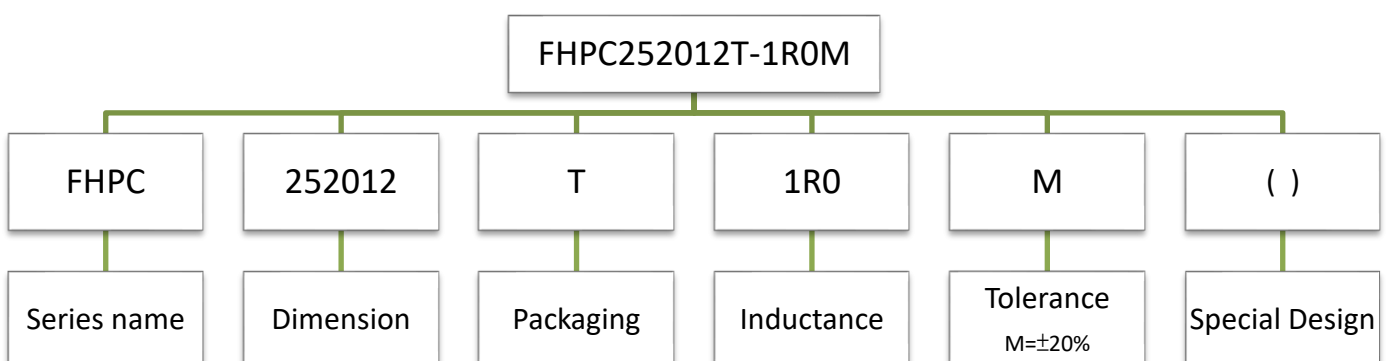 FHPC252012T-1R0M
FHPC
252012
T
1R0
M
( )
Series name
Dimension
Packaging
Inductance
Tolerance
M=±20%
Special Design